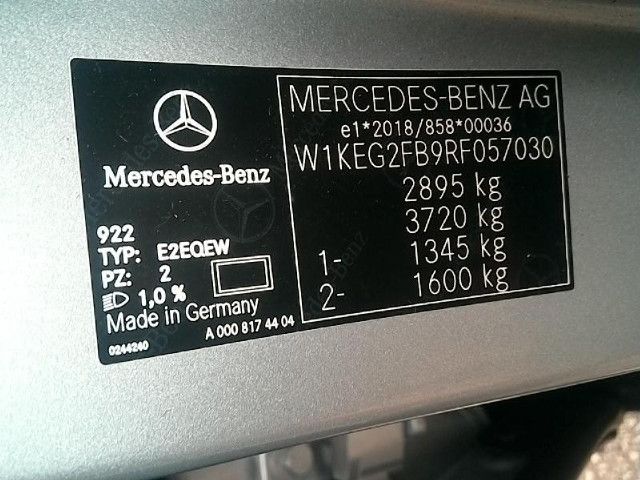 Mercedes-Benz
922
TYP: E2EQEW
PZ: 2
1,0 %
Made in Germany
A 000 817 44 04
0244240
MERCEDES-BENZ AG
e1*2018/858*00036
W1KEG2FB9RF057030
2895 kg
3720 kg
1- 1345 kg
2- 1600 kg